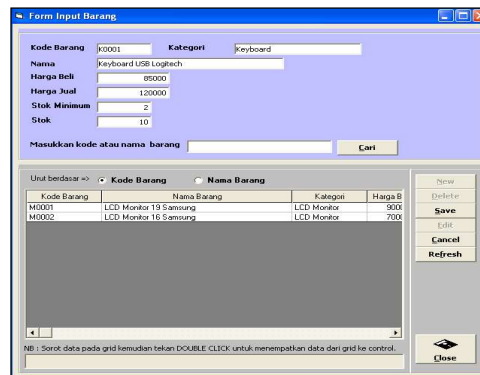 Form Input Barang
Kode Barang K0001 Kategori Keyboard
Nama Keyboard USB Logitech
Harga Beli 85000
Harga Jual 120000
Stok Minimum 2
Stok 10
Masukkan kode atau nama barang Cari
Urut berdasar => Kode Barang Nama Barang
New
Delete
Save
Edit
Cancel
Refresh
Kode Barang Nama Barang Kategori Harga B
M0001 LCD Monitor 19 Samsung LCD Monitor 900
M0002 LCD Monitor 16 Samsung LCD Monitor 700
NB : Sorot data pada grid kemudian tekan DOUBLE CLICK untuk menempatkan data dari grid ke control.
Close